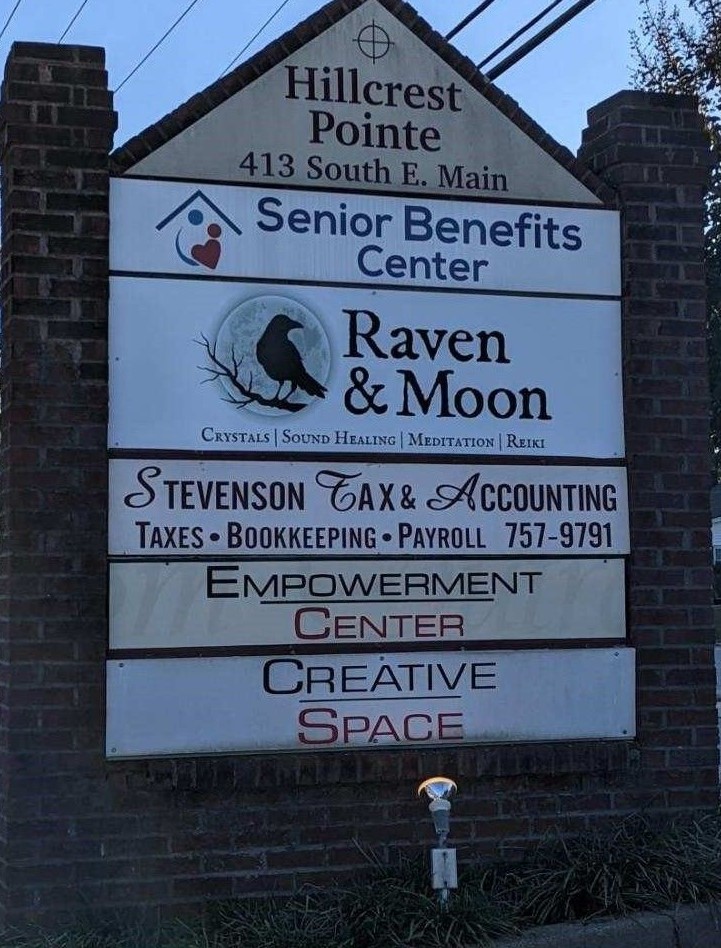 Hillcrest
Pointe
413 South E. Main
Senior Benefits
Center
Raven
& Moon
CRYSTALS | SOUND HEALING | MEDITATION | REIKI
STEVENSON TAX & ACCOUNTING
TAXES • BOOKKEEPING • PAYROLL 757-9791
EMPOWERMENT
CENTER
CREATIVE
SPACE